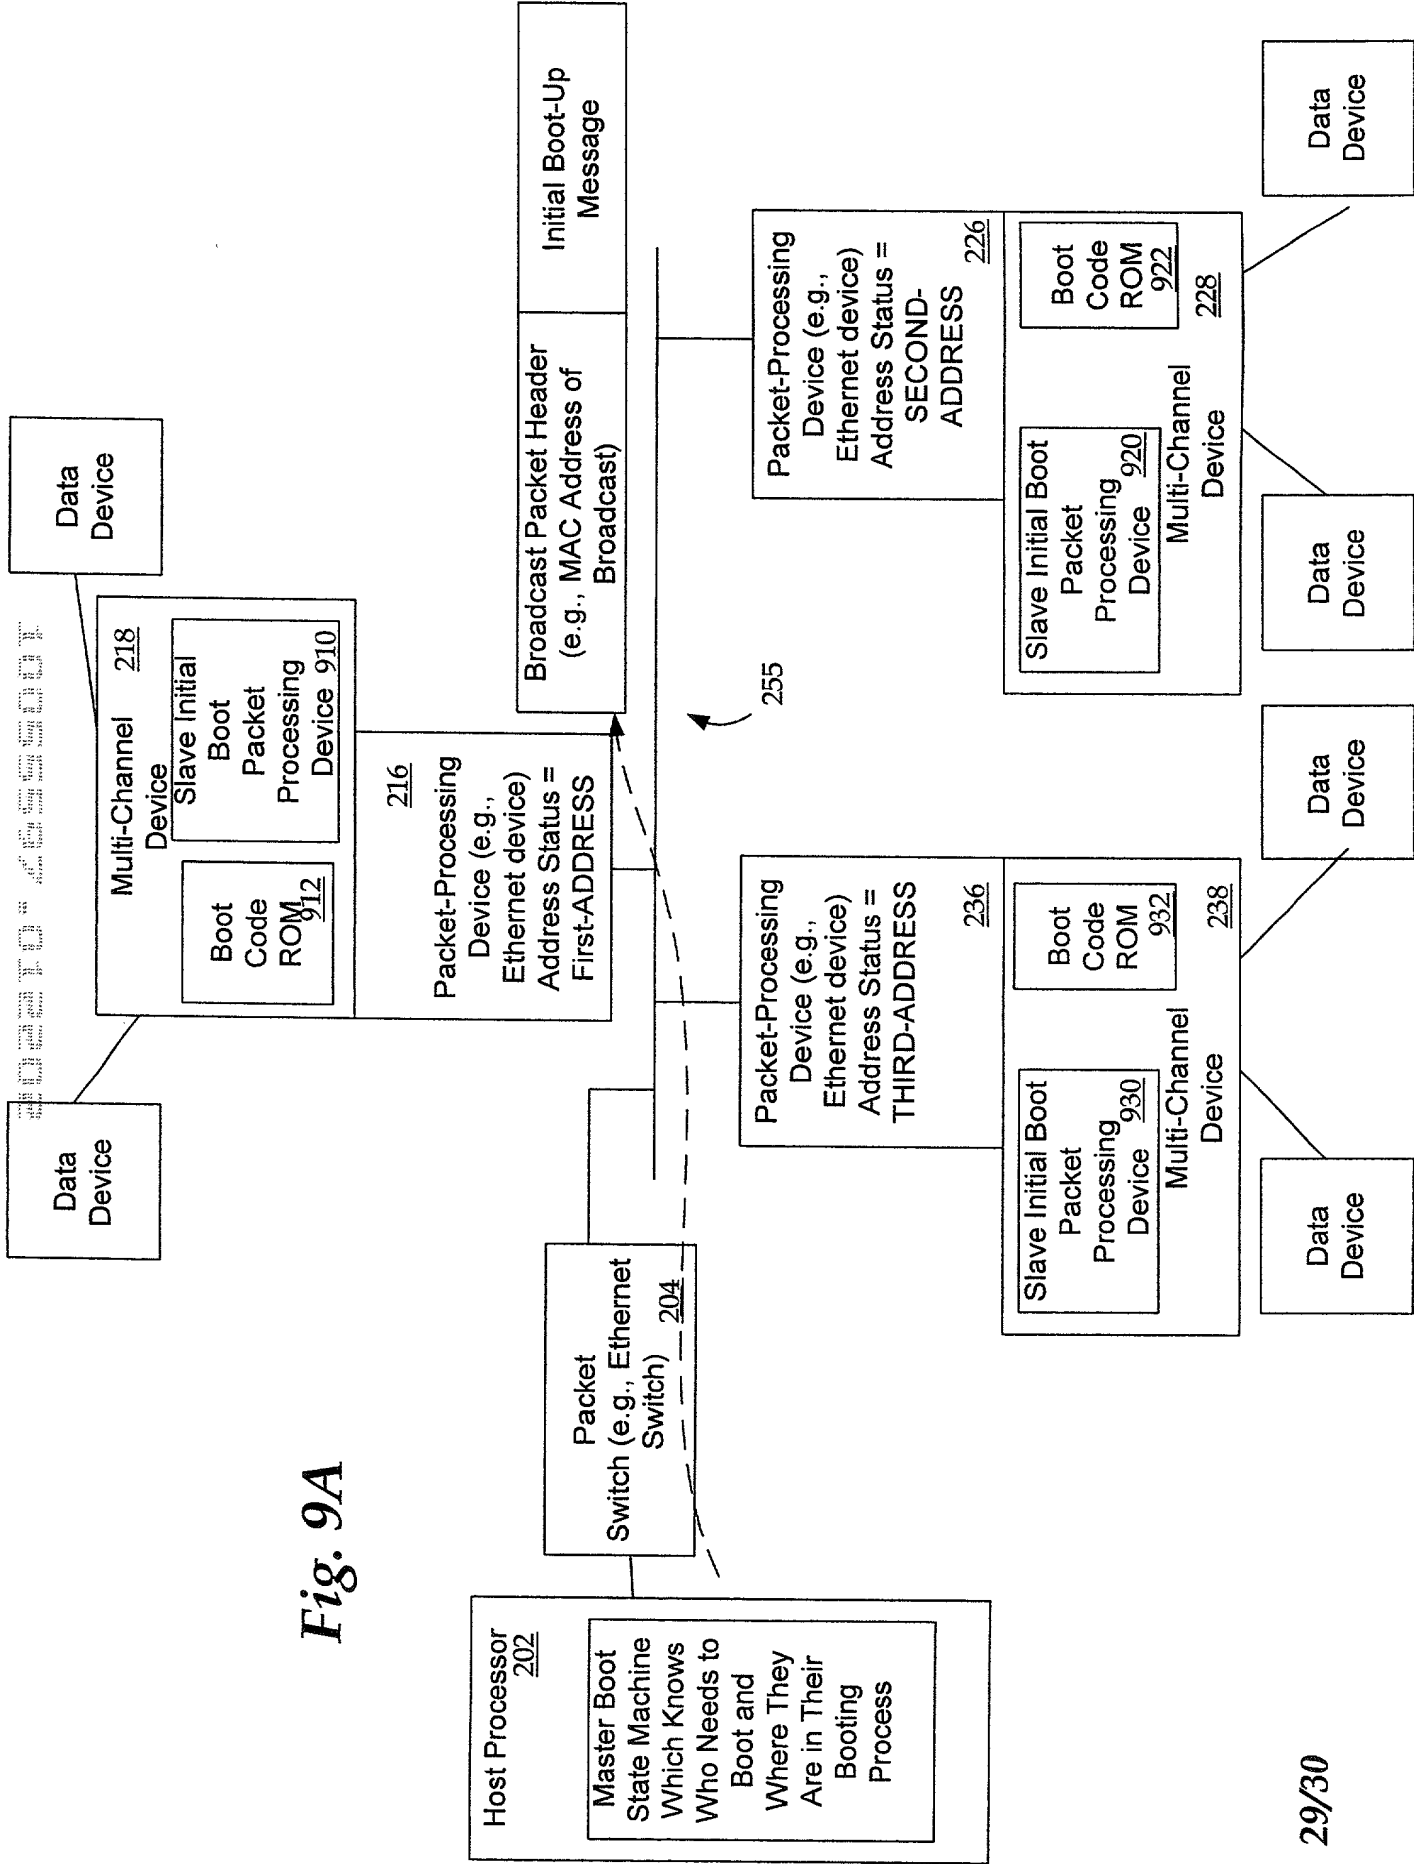 Fig. 9A
Host Processor
202
Master Boot
State Machine
Which Knows
Who Needs to
Boot and
Where They
Are in Their
Booting
Process
Packet
Switch (e.g., Ethernet
Switch)
204
Data
Device
Data
Device
Multi-Channel
Device
218
Boot
Code
ROM
912
Slave Initial
Boot
Packet
Processing
Device 910
216
Packet-Processing
Device (e.g.,
Ethernet device)
Address Status =
First-ADDRESS
Broadcast Packet Header
(e.g., MAC Address of
Broadcast)
Initial Boot-Up
Message
255
Packet-Processing
Device (e.g.,
Ethernet device)
Address Status =
THIRD-ADDRESS
236
Slave Initial Boot
Packet
Processing
Device 930
Boot
Code
ROM
932
Multi-Channel
Device
238
Data
Device
Data
Device
Packet-Processing
Device (e.g.,
Ethernet device)
Address Status =
SECOND-
ADDRESS
226
Slave Initial Boot
Packet
Processing
Device 920
Boot
Code
ROM
922
Multi-Channel
Device
228
Data
Device
Data
Device
29/30